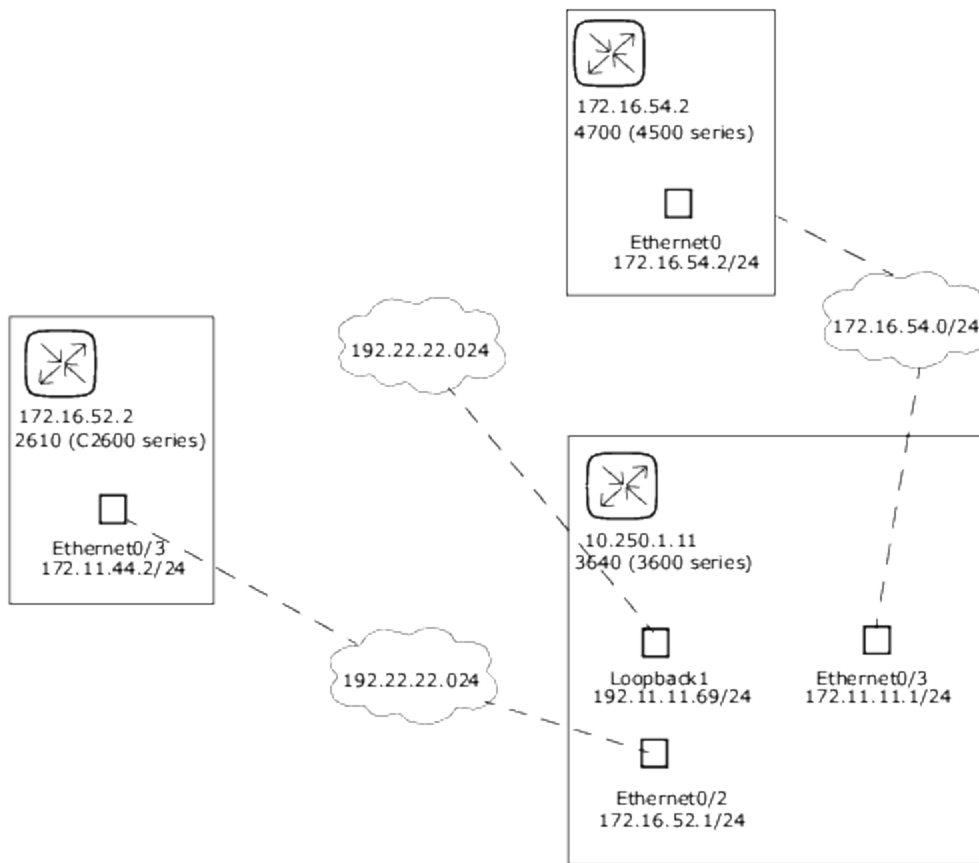 172.16.54.2
4700 (4500 series)
Ethernet0
172.16.54.2/24
172.16.54.0/24
192.22.22.024
172.16.52.2
2610 (C2600 series)
Ethernet0/3
172.11.44.2/24
192.22.22.024
10.250.1.11
3640 (3600 series)
Loopback1
192.11.11.69/24
Ethernet0/3
172.11.11.1/24
Ethernet0/2
172.16.52.1/24